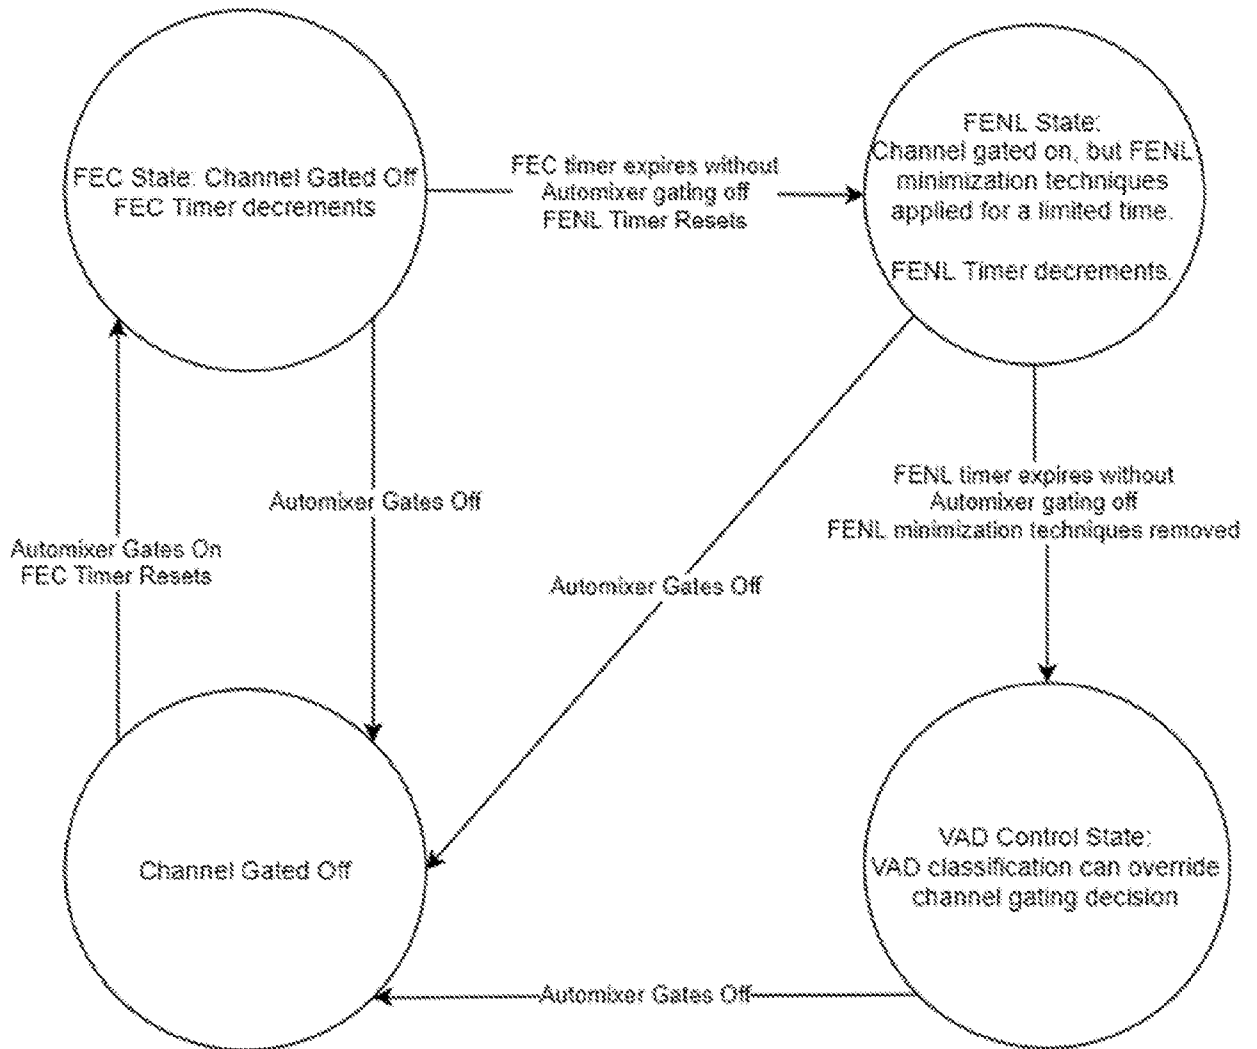 FEC State: Channel Gated Off
FEC Timer decrements
FEC timer expires without
Automixer gating off
FENL Timer Resets
FENL State:
Channel gated on, but FENL
minimization techniques
applied for a limited time.
FENL Timer decrements.
Automixer Gates On
FEC Timer Resets
Automixer Gates Off
Automixer Gates Off
FENL timer expires without
Automixer gating off
FENL minimization techniques removed
Channel Gated Off
VAD Control State:
VAD classification can override
channel gating decision
Automixer Gates Off